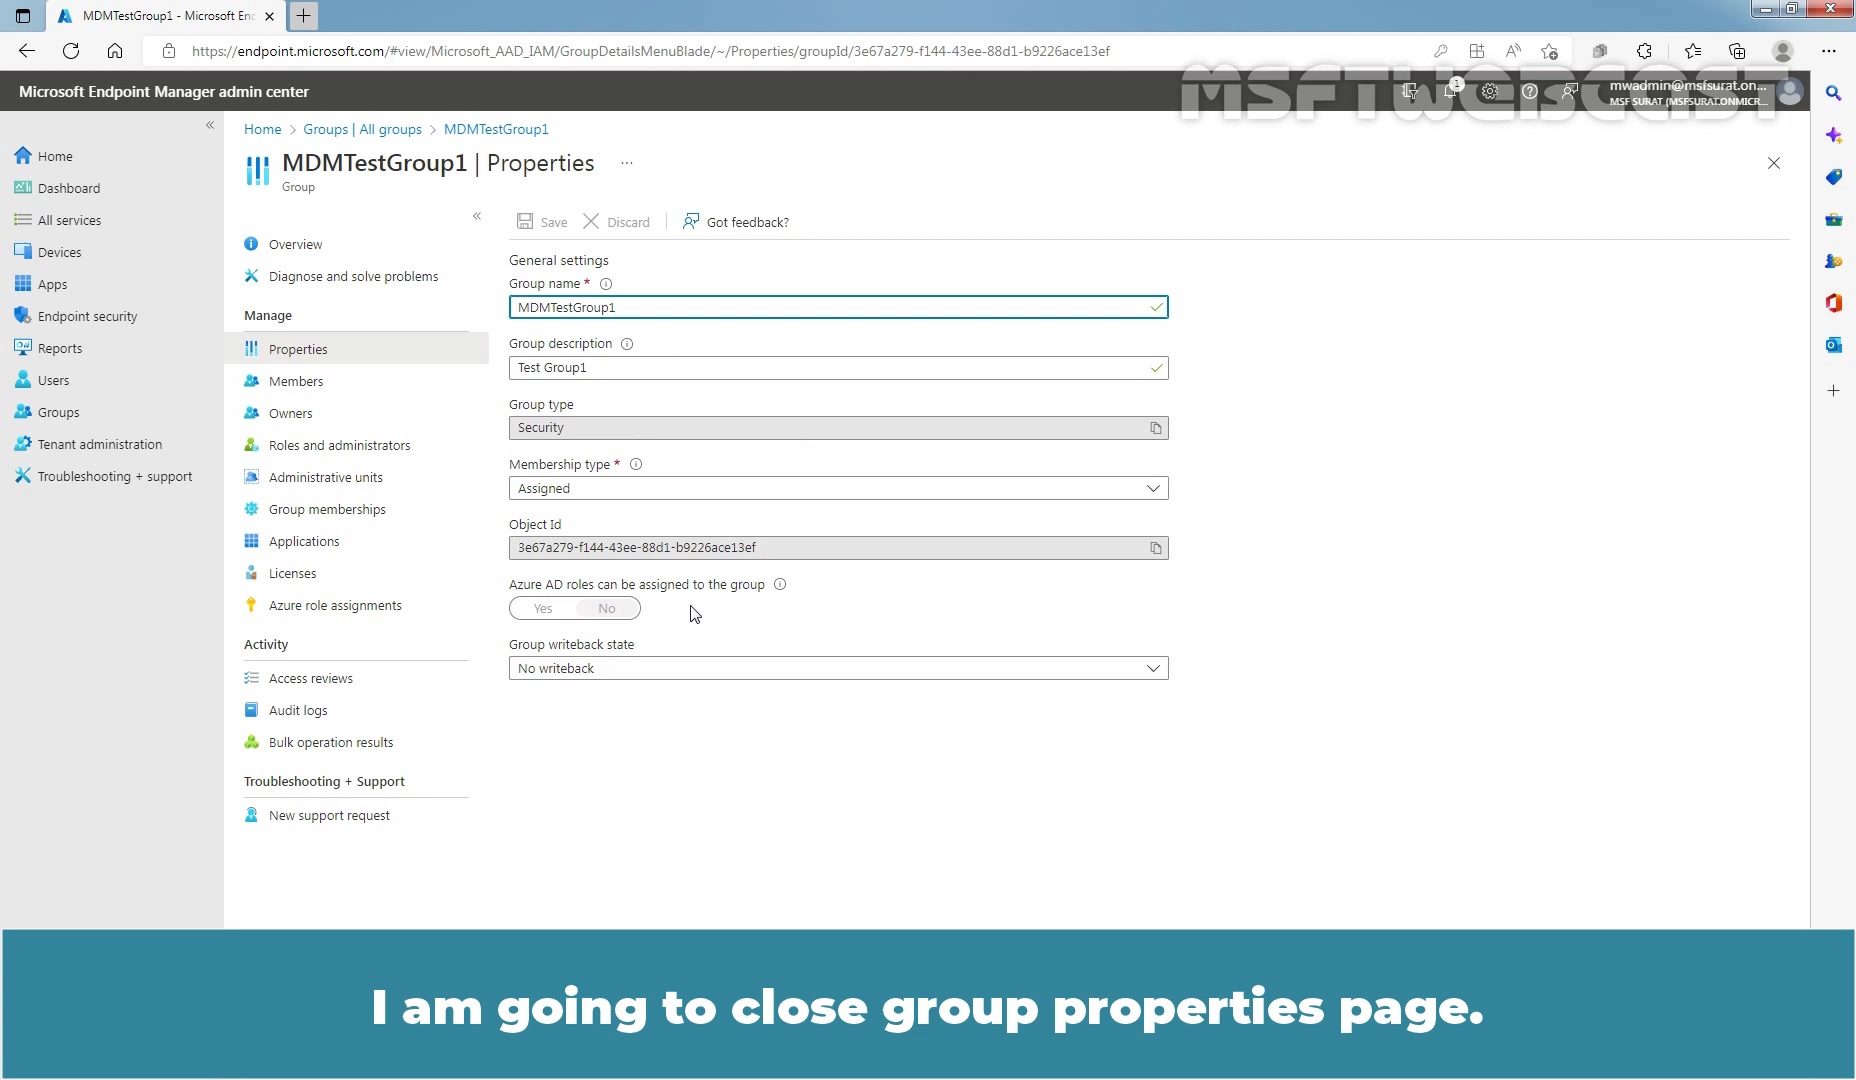 MDMTestGroup1 - Microsoft En
https://endpoint.microsoft.com/#view/Microsoft_AAD_IAM/GroupDetailsMenuBlade/~/Properties/groupId/3e67a279-f144-43ee-88d1-b9226ace13ef
MSFTWEBCAST
Microsoft Endpoint Manager admin center
1
mwadmin@msfsurat.on...
MSF SURAT (MSFSURAT.ONMICR...
Home > Groups | All groups > MDMTestGroup1
MDMTestGroup1 | Properties ...
Group
Home
Dashboard
All services
Devices
Apps
Endpoint security
Reports
Users
Groups
Tenant administration
Troubleshooting + support
Overview
Diagnose and solve problems
Manage
Properties
Members
Owners
Roles and administrators
Administrative units
Group memberships
Applications
Licenses
Azure role assignments
Activity
Access reviews
Audit logs
Bulk operation results
Troubleshooting + Support
New support request
Save Discard | Got feedback?
General settings
Group name *
MDMTestGroup1
Group description
Test Group1
Group type
Security
Membership type *
Assigned
Object Id
3e67a279-f144-43ee-88d1-b9226ace13ef
Azure AD roles can be assigned to the group
Yes No
Group writeback state
No writeback
I am going to close group properties page.